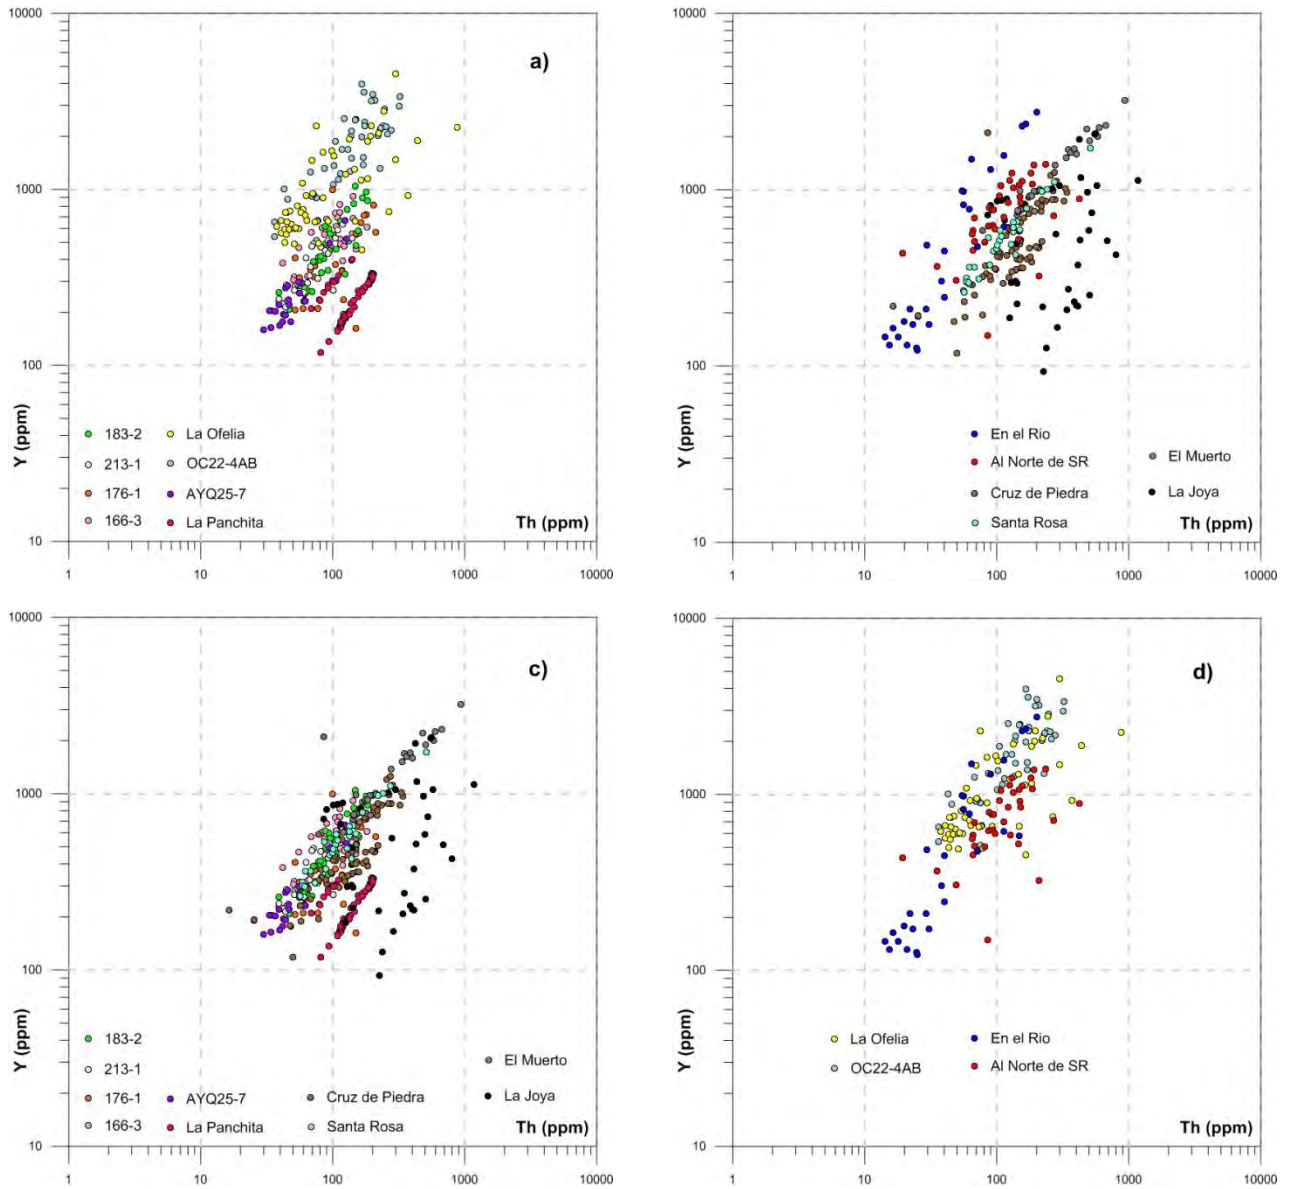 10000
1000
100
10
Y (ppm)
a)
183-2
La Ofelia
213-1
OC22-4AB
176-1
AYQ25-7
166-3
La Panchita
Th (ppm)
1 10 100 1000 10000
10000
1000
100
10
Y (ppm)
En el Rio
Al Norte de SR
El Muerto
Cruz de Piedra
La Joya
Santa Rosa
Th (ppm)
1 10 100 1000 10000
10000
1000
100
10
Y (ppm)
c)
183-2
213-1
El Muerto
176-1
AYQ25-7
Cruz de Piedra
La Joya
166-3
La Panchita
Santa Rosa
Th (ppm)
1 10 100 1000 10000
10000
1000
100
10
Y (ppm)
d)
La Ofelia
En el Rio
OC22-4AB
Al Norte de SR
Th (ppm)
1 10 100 1000 10000